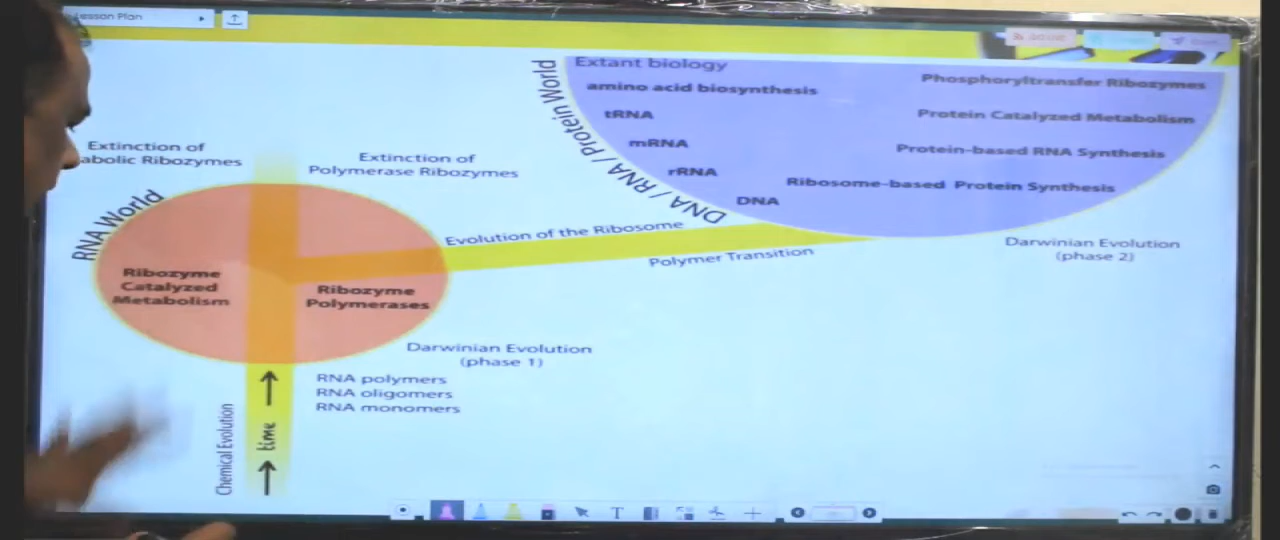 Lesson Plan
Extant biology
amino acid biosynthesis
tRNA
mRNA
rRNA
DNA
Phosphoryltransfer Ribozymes
Protein Catalyzed Metabolism
Protein-based RNA Synthesis
Ribosome-based Protein Synthesis
DNA / RNA / Protein World
Extinction of
abolic Ribozymes
Extinction of
Polymerase Ribozymes
RNA World
Evolution of the Ribosome
Polymer Transition
Darwinian Evolution
(phase 2)
Ribozyme
Catalyzed
Metabolism
Ribozyme
Polymerases
Darwinian Evolution
(phase 1)
RNA polymers
RNA oligomers
RNA monomers
Chemical Evolution
time
T